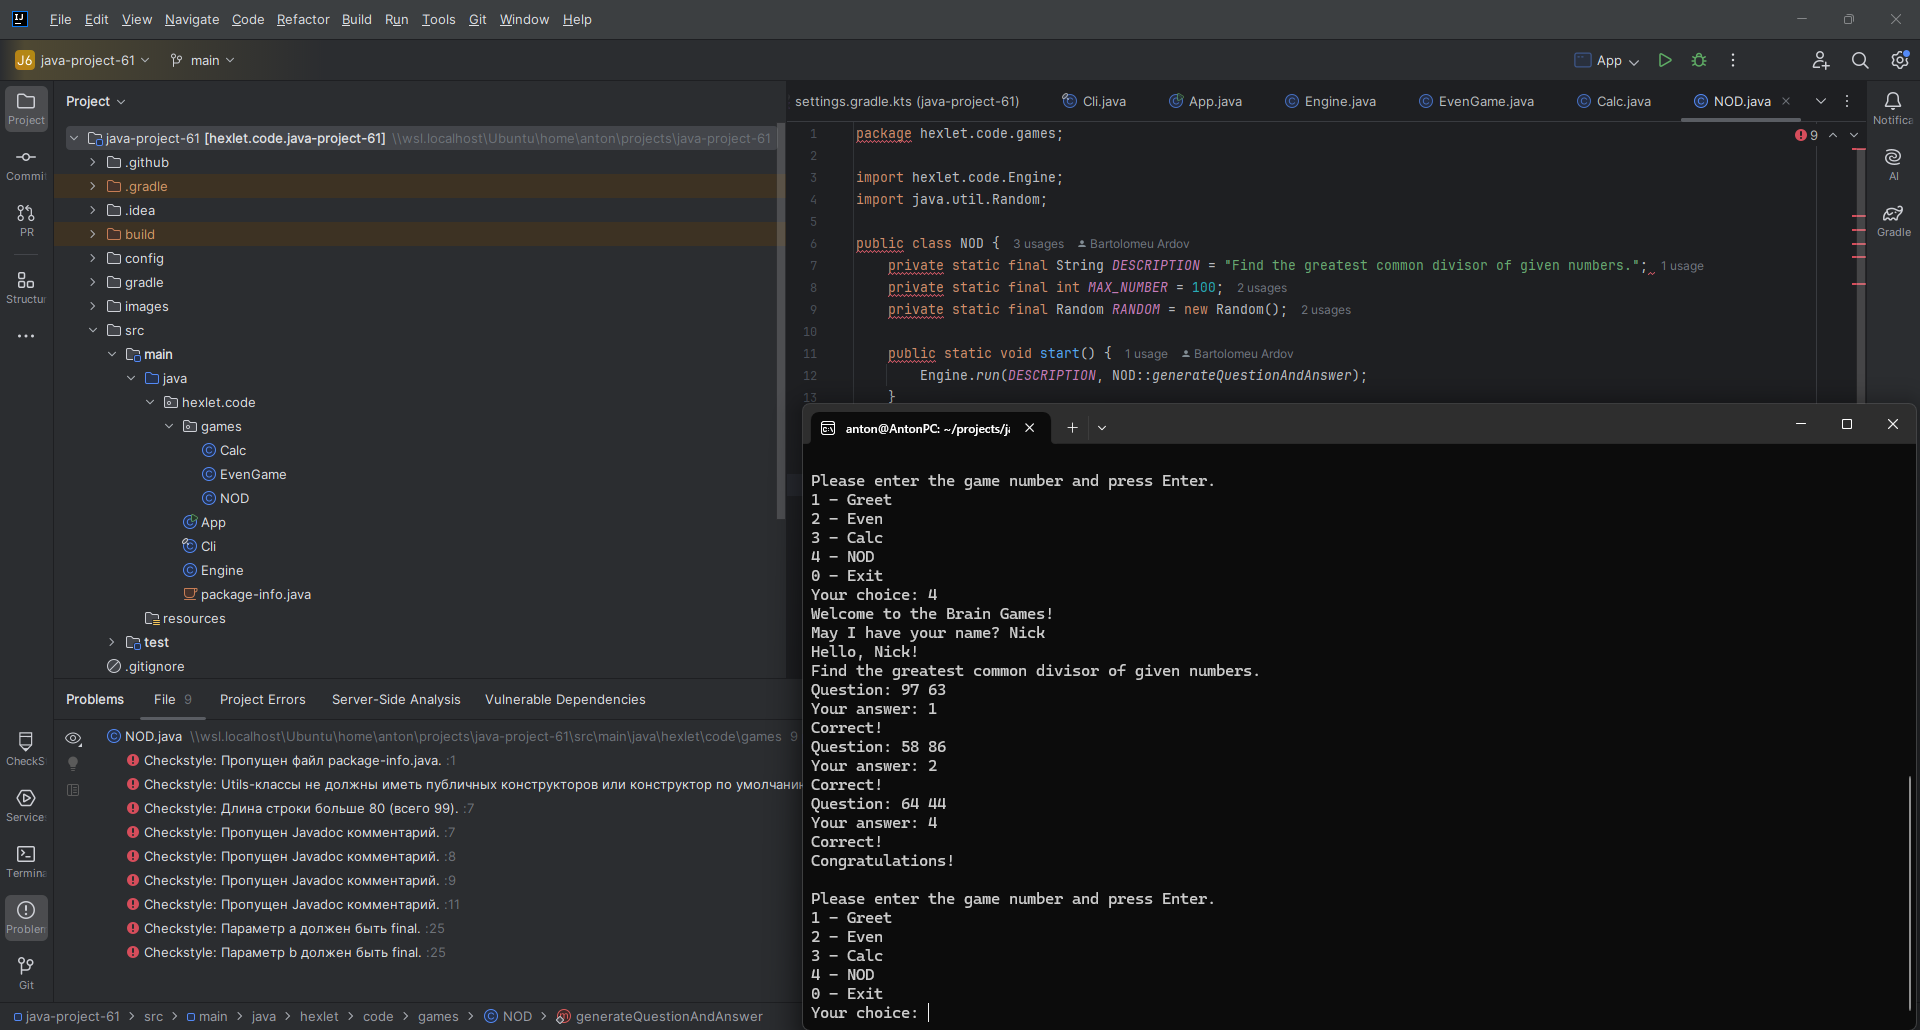 File Edit View Navigate Code Refactor Build Run Tools Git Window Help
J6 java-project-61 main App
Project
Commi
PR
Structur
Project
java-project-61 [hexlet.code.java-project-61] \\wsl.localhost\Ubuntu\home\anton\projects\java-project-61
.github
.gradle
.idea
build
config
gradle
images
src
main
java
hexlet.code
games
Calc
EvenGame
NOD
App
Cli
Engine
package-info.java
resources
test
.gitignore
settings.gradle.kts (java-project-61) Cli.java App.java Engine.java EvenGame.java Calc.java NOD.java
9
1 package hexlet.code.games;
2
3 import hexlet.code.Engine;
4 import java.util.Random;
5
6 public class NOD { 3 usages Bartolomeu Ardov
7 private static final String DESCRIPTION = "Find the greatest common divisor of given numbers."; 1 usage
8 private static final int MAX_NUMBER = 100; 2 usages
9 private static final Random RANDOM = new Random(); 2 usages
10
11 public static void start() { 1 usage Bartolomeu Ardov
12 Engine.run(DESCRIPTION, NOD::generateQuestionAndAnswer);
13 }
Notifica
AI
Gradle
anton@AntonPC: ~/projects/ja
Please enter the game number and press Enter.
1 - Greet
2 - Even
3 - Calc
4 - NOD
0 - Exit
Your choice: 4
Welcome to the Brain Games!
May I have your name? Nick
Hello, Nick!
Find the greatest common divisor of given numbers.
Question: 97 63
Your answer: 1
Correct!
Question: 58 86
Your answer: 2
Correct!
Question: 64 44
Your answer: 4
Correct!
Congratulations!
Please enter the game number and press Enter.
1 - Greet
2 - Even
3 - Calc
4 - NOD
0 - Exit
Your choice:
Problems File 9 Project Errors Server-Side Analysis Vulnerable Dependencies
NOD.java \\wsl.localhost\Ubuntu\home\anton\projects\java-project-61\src\main\java\hexlet\code\games 9
Checkstyle: Пропущен файл package-info.java. :1
Checkstyle: Utils-классы не должны иметь публичных конструкторов или конструктор по умолчани
Checkstyle: Длина строки больше 80 (всего 99). :7
Checkstyle: Пропущен Javadoc комментарий. :7
Checkstyle: Пропущен Javadoc комментарий. :8
Checkstyle: Пропущен Javadoc комментарий. :9
Checkstyle: Пропущен Javadoc комментарий. :11
Checkstyle: Параметр a должен быть final. :25
Checkstyle: Параметр b должен быть final. :25
CheckS
Service
Termina
Problem
Git
java-project-61 > src > main > java > hexlet > code > games > NOD > generateQuestionAndAnswer